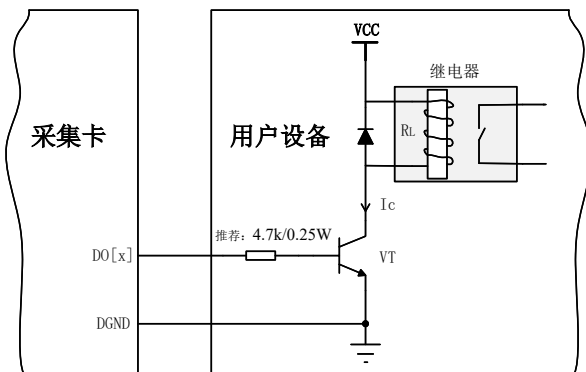 VCC
继电器
采集卡
用户设备
RL
Ic
推荐: 4.7k/0.25W
DO[x]
VT
DGND